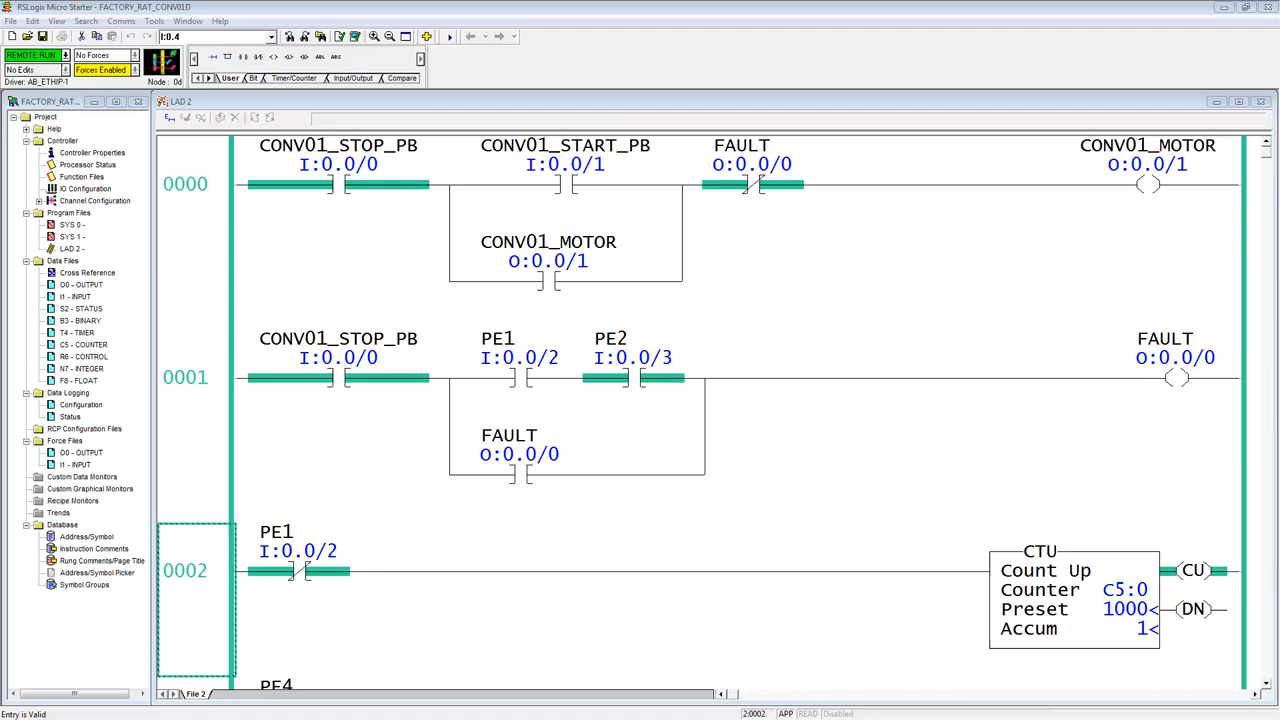 RSLogix Micro Starter - FACTORY_RAT_CONV01D
File Edit View Search Comms Tools Window Help
I:0.4
REMOTE RUN No Forces
No Edits Forces Enabled
Driver: AB_ETHIP-1 Node : 0d
ABL ABS
User Bit Timer/Counter Input/Output Compare
FACTORY_RAT...
Project
Help
Controller
Controller Properties
Processor Status
Function Files
IO Configuration
Channel Configuration
Program Files
SYS 0 -
SYS 1 -
LAD 2 -
Data Files
Cross Reference
O0 - OUTPUT
I1 - INPUT
S2 - STATUS
B3 - BINARY
T4 - TIMER
C5 - COUNTER
R6 - CONTROL
N7 - INTEGER
F8 - FLOAT
Data Logging
Configuration
Status
RCP Configuration Files
Force Files
O0 - OUTPUT
I1 - INPUT
Custom Data Monitors
Custom Graphical Monitors
Recipe Monitors
Trends
Database
Address/Symbol
Instruction Comments
Rung Comments/Page Title
Address/Symbol Picker
Symbol Groups
LAD 2
CONV01_STOP_PB CONV01_START_PB FAULT CONV01_MOTOR
I:0.0/0 I:0.0/1 O:0.0/0 O:0.0/1
0000
CONV01_MOTOR
O:0.0/1
CONV01_STOP_PB PE1 PE2 FAULT
I:0.0/0 I:0.0/2 I:0.0/3 O:0.0/0
0001
FAULT
O:0.0/0
PE1
I:0.0/2
0002
CTU
Count Up CU
Counter C5:0
Preset 1000< DN
Accum 1<
PE4
File 2
Entry is Valid 2:0002 APP READ Disabled